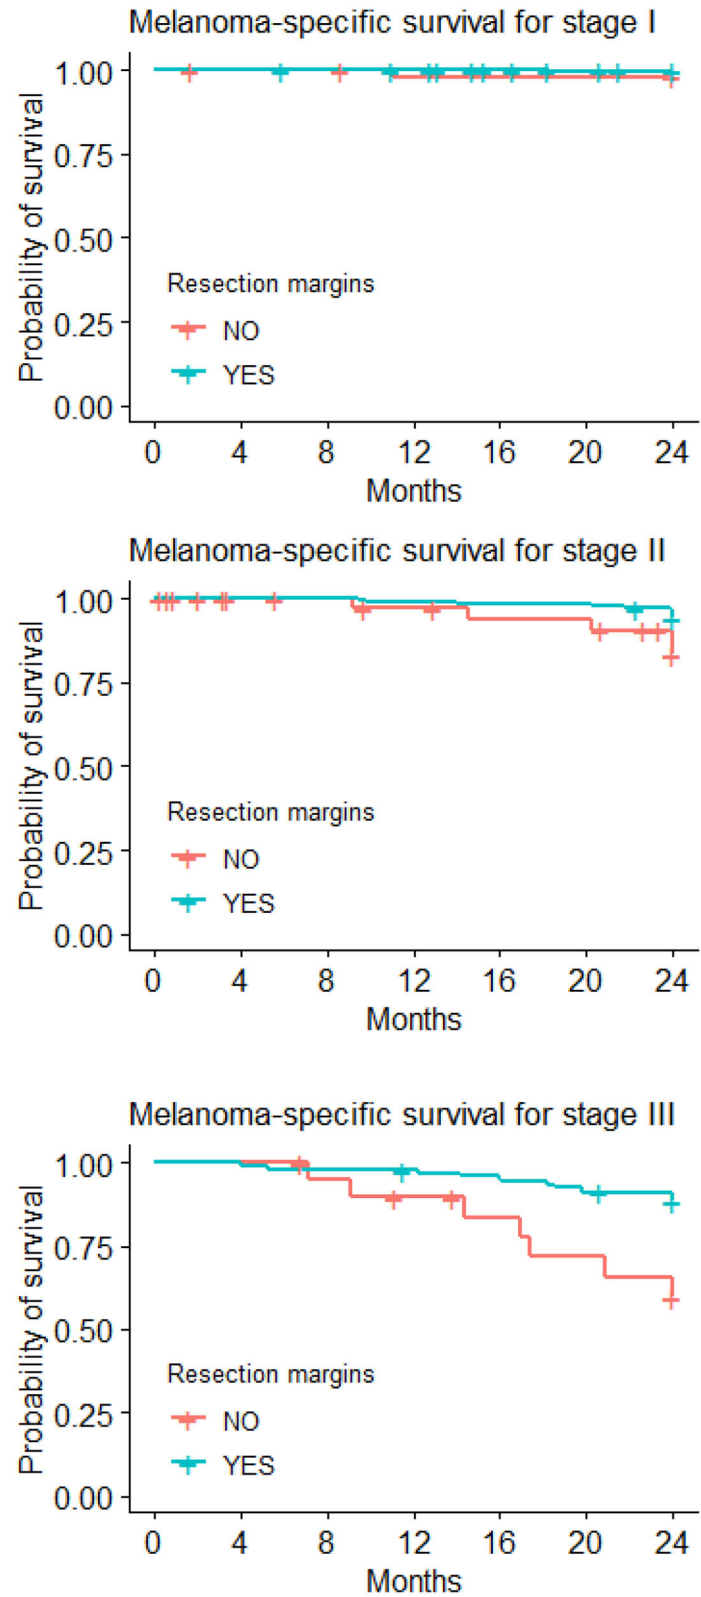 Melanoma-specific survival for stage I
Probability of survival
1.00
0.75
0.50
0.25
0.00
Resection margins
NO
YES
0 4 8 12 16 20 24
Months
Melanoma-specific survival for stage II
Probability of survival
1.00
0.75
0.50
0.25
0.00
Resection margins
NO
YES
0 4 8 12 16 20 24
Months
Melanoma-specific survival for stage III
Probability of survival
1.00
0.75
0.50
0.25
0.00
Resection margins
NO
YES
0 4 8 12 16 20 24
Months